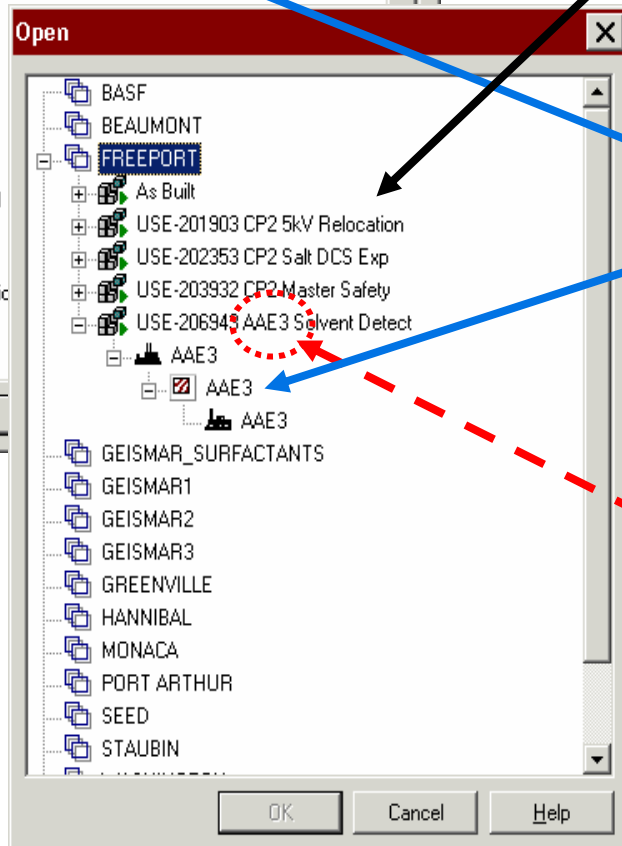 Open
BASF
BEAUMONT
FREEPORT
As Built
USE-201903 CP2 5kV Relocation
USE-202353 CP2 Salt DCS Exp
USE-203932 CP2 Master Safety
USE-206943 AAE3 Solvent Detect
AAE3
AAE3
AAE3
GEISMAR_SURFACTANTS
GEISMAR1
GEISMAR2
GEISMAR3
GREENVILLE
HANNIBAL
MONACA
PORT ARTHUR
SEED
STAUBIN
OK Cancel Help